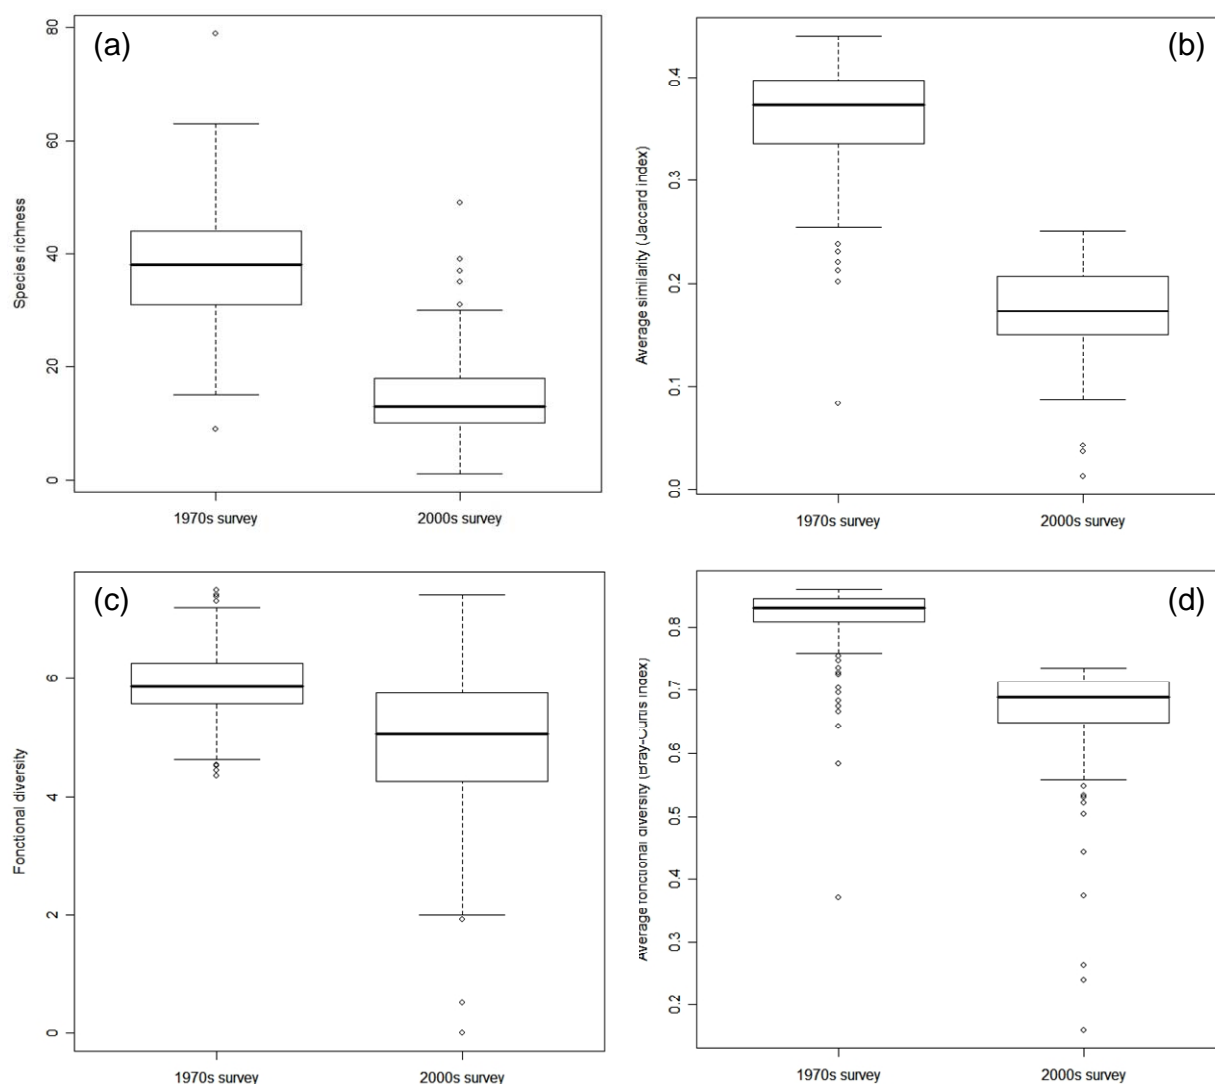 (a)
Species richness
80
60
40
20
0
1970s survey
2000s survey
(b)
Average similarity (Jaccard index)
0.4
0.3
0.2
0.1
0.0
1970s survey
2000s survey
(c)
Fonctional diversity
6
4
2
0
1970s survey
2000s survey
(d)
Average fonctional diversity (Bray-Curtis index)
0.8
0.7
0.6
0.5
0.4
0.3
0.2
1970s survey
2000s survey